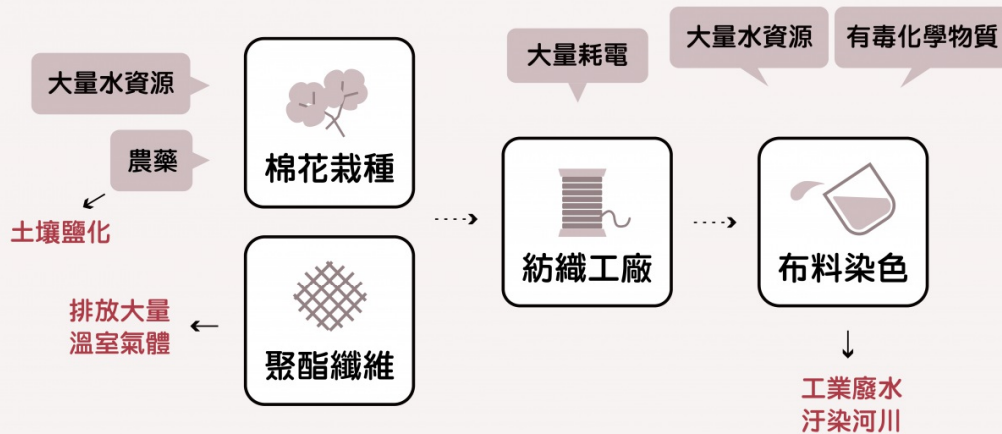 大量水資源
農藥
土壤鹽化
棉花栽種
排放大量
溫室氣體
聚酯纖維
大量耗電
紡織工廠
大量水資源
有毒化學物質
布料染色
工業廢水
汙染河川